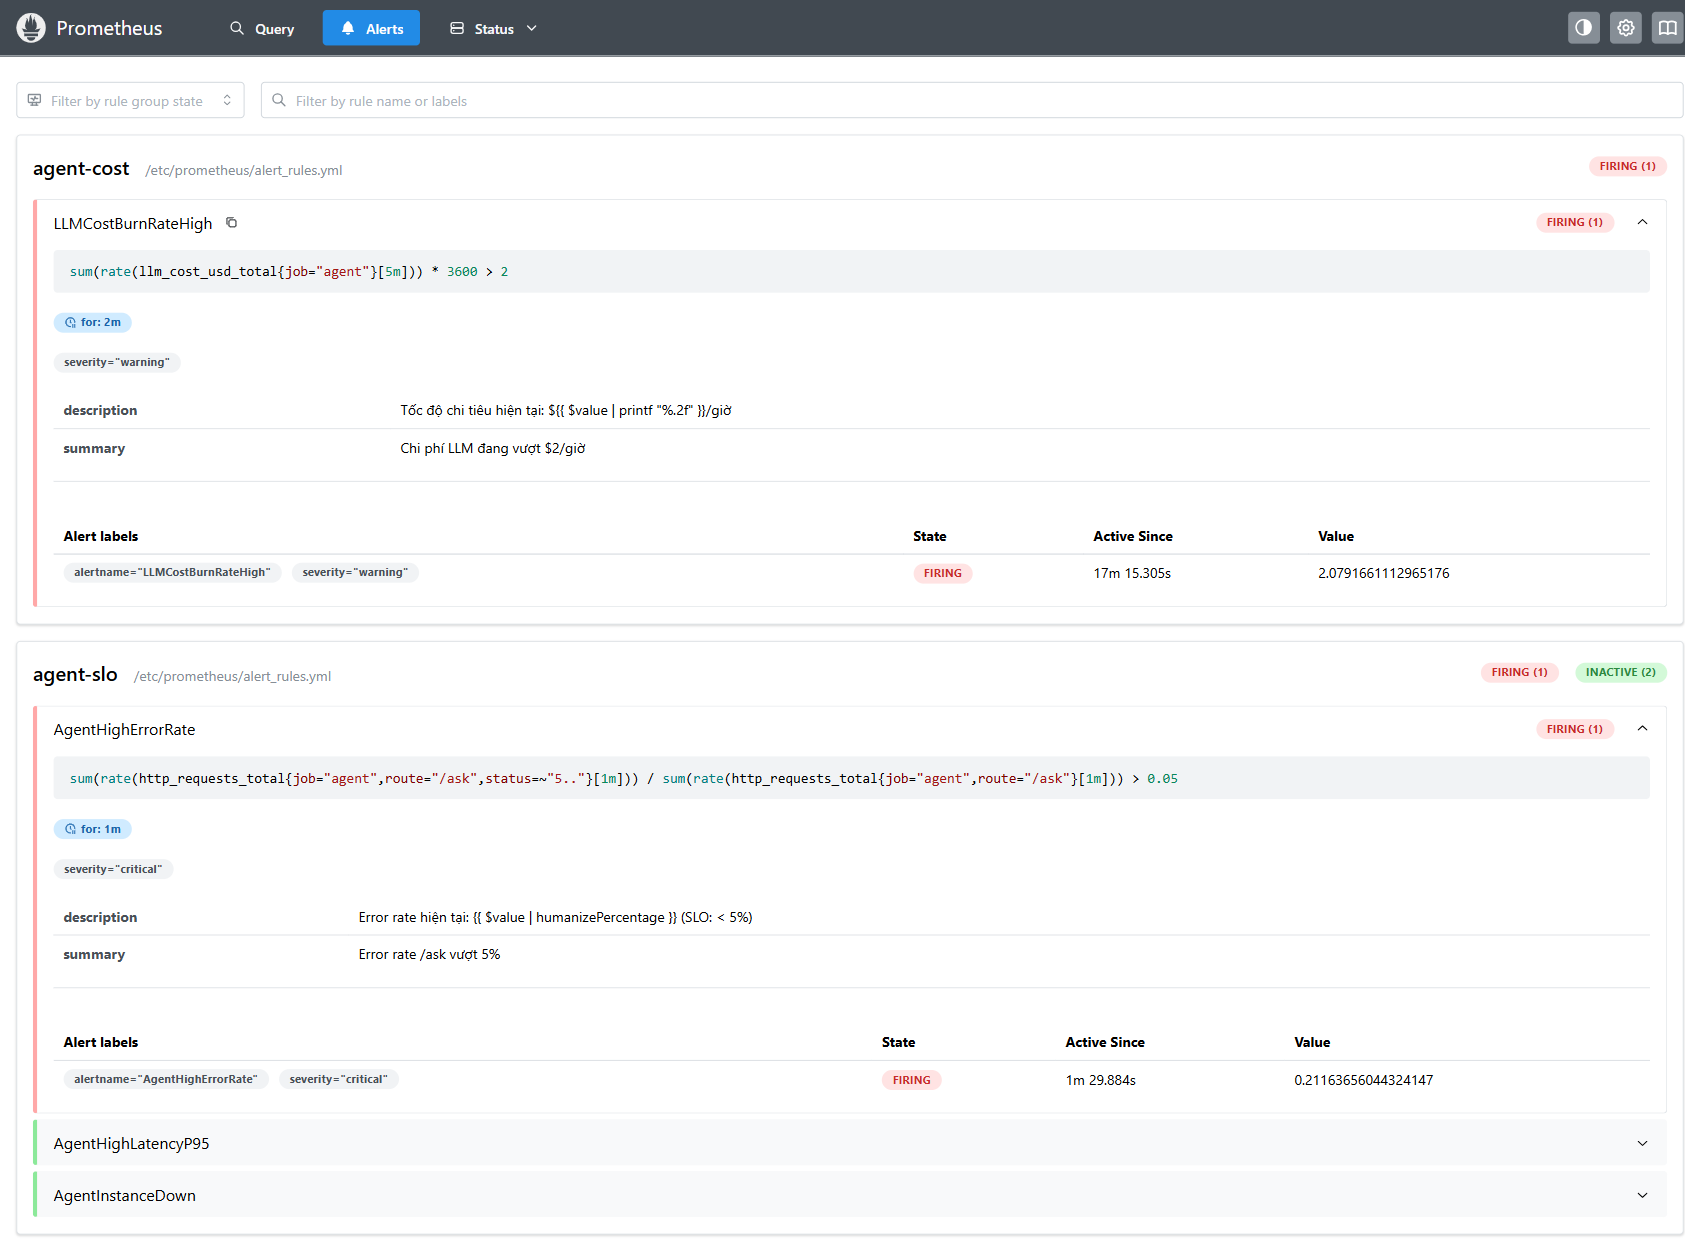 Prometheus
Query
Alerts
Status
Filter by rule group state
Filter by rule name or labels
agent-cost /etc/prometheus/alert_rules.yml FIRING (1)
LLMCostBurnRateHigh FIRING (1)
sum(rate(llm_cost_usd_total{job="agent"}[5m])) * 3600 > 2
for: 2m
severity="warning"
description Tốc độ chi tiêu hiện tại: ${{ $value | printf "%.2f" }}/giờ
summary Chi phí LLM đang vượt $2/giờ
Alert labels State Active Since Value
alertname="LLMCostBurnRateHigh" severity="warning" FIRING 17m 15.305s 2.0791661112965176
agent-slo /etc/prometheus/alert_rules.yml FIRING (1) INACTIVE (2)
AgentHighErrorRate FIRING (1)
sum(rate(http_requests_total{job="agent",route="/ask",status=~"5.."}[1m])) / sum(rate(http_requests_total{job="agent",route="/ask"}[1m])) > 0.05
for: 1m
severity="critical"
description Error rate hiện tại: {{ $value | humanizePercentage }} (SLO: < 5%)
summary Error rate /ask vượt 5%
Alert labels State Active Since Value
alertname="AgentHighErrorRate" severity="critical" FIRING 1m 29.884s 0.21163656044324147
AgentHighLatencyP95
AgentInstanceDown